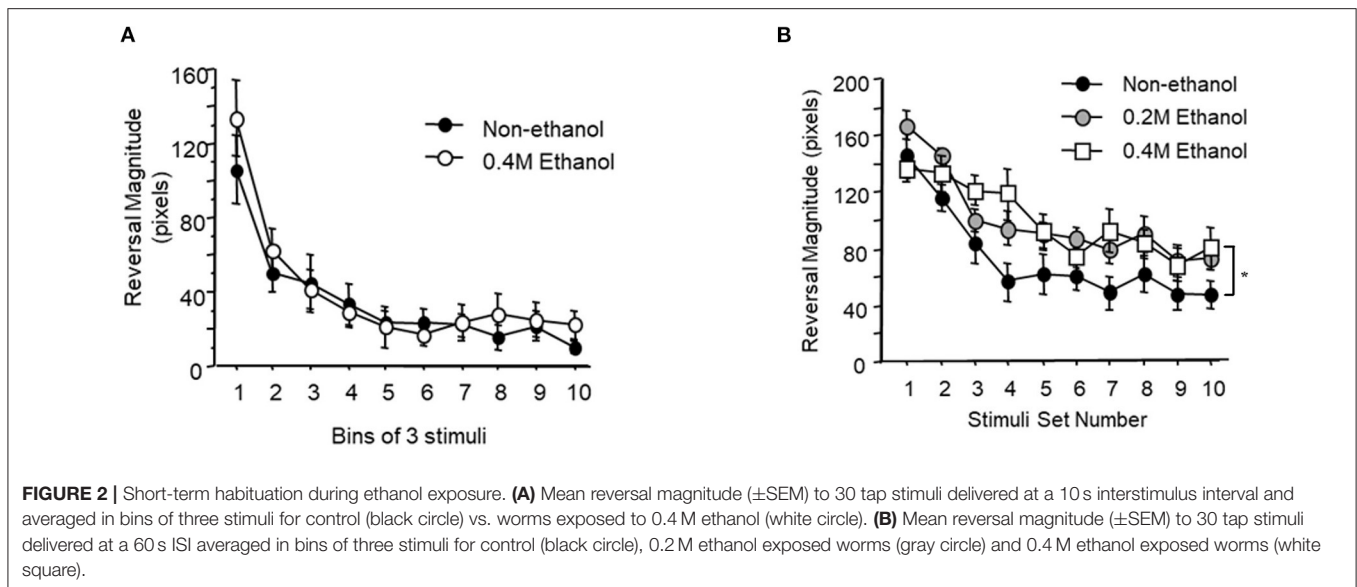 A
160
120
80
40
0
Reversal Magnitude
(pixels)
Non-ethanol
0.4M Ethanol
1 2 3 4 5 6 7 8 9 10
Bins of 3 stimuli
B
200
160
120
80
40
0
Reversal Magnitude (pixels)
Non-ethanol
0.2M Ethanol
0.4M Ethanol
*
1 2 3 4 5 6 7 8 9 10
Stimuli Set Number
FIGURE 2 | Short-term habituation during ethanol exposure. (A) Mean reversal magnitude (±SEM) to 30 tap stimuli delivered at a 10 s interstimulus interval and
averaged in bins of three stimuli for control (black circle) vs. worms exposed to 0.4 M ethanol (white circle). (B) Mean reversal magnitude (±SEM) to 30 tap stimuli
delivered at a 60 s ISI averaged in bins of three stimuli for control (black circle), 0.2 M ethanol exposed worms (gray circle) and 0.4 M ethanol exposed worms (white
square).